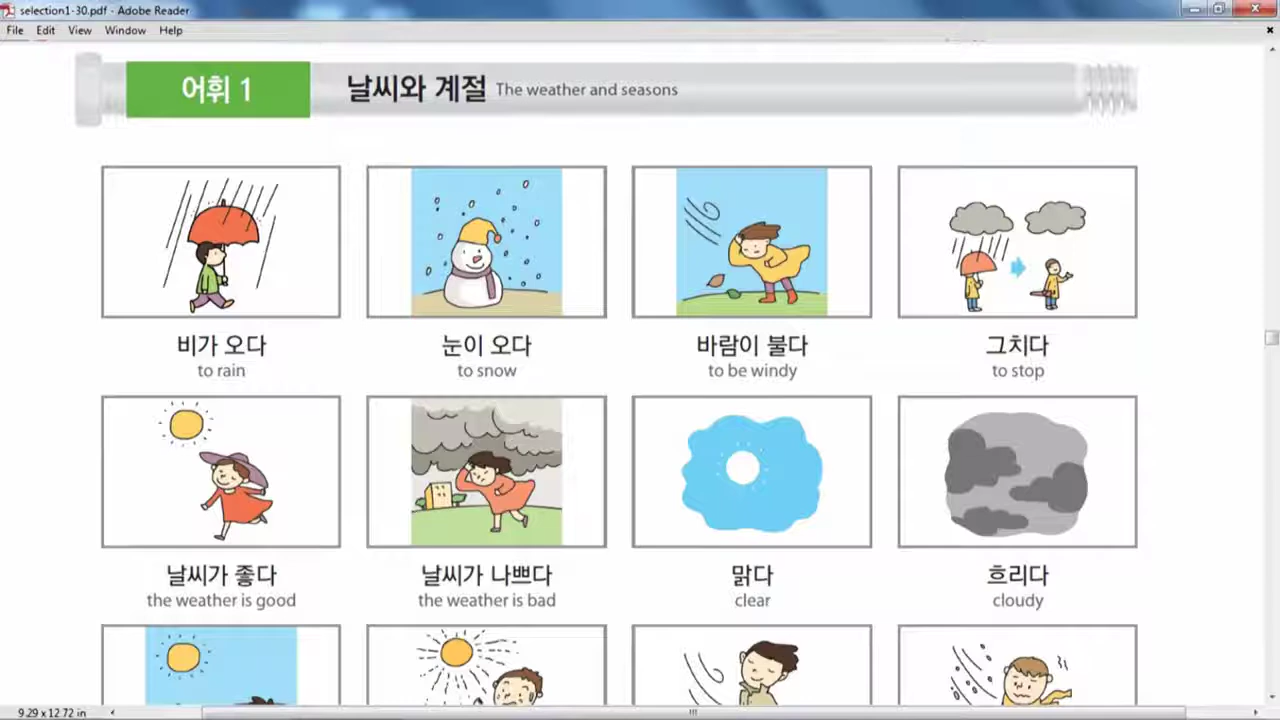 selection1-30.pdf - Adobe Reader
File Edit View Window Help
어휘 1 날씨와 계절 The weather and seasons
비가 오다 눈이 오다 바람이 불다 그치다
to rain to snow to be windy to stop
날씨가 좋다 날씨가 나쁘다 맑다 흐리다
the weather is good the weather is bad clear cloudy
9.29 x 12.72 in